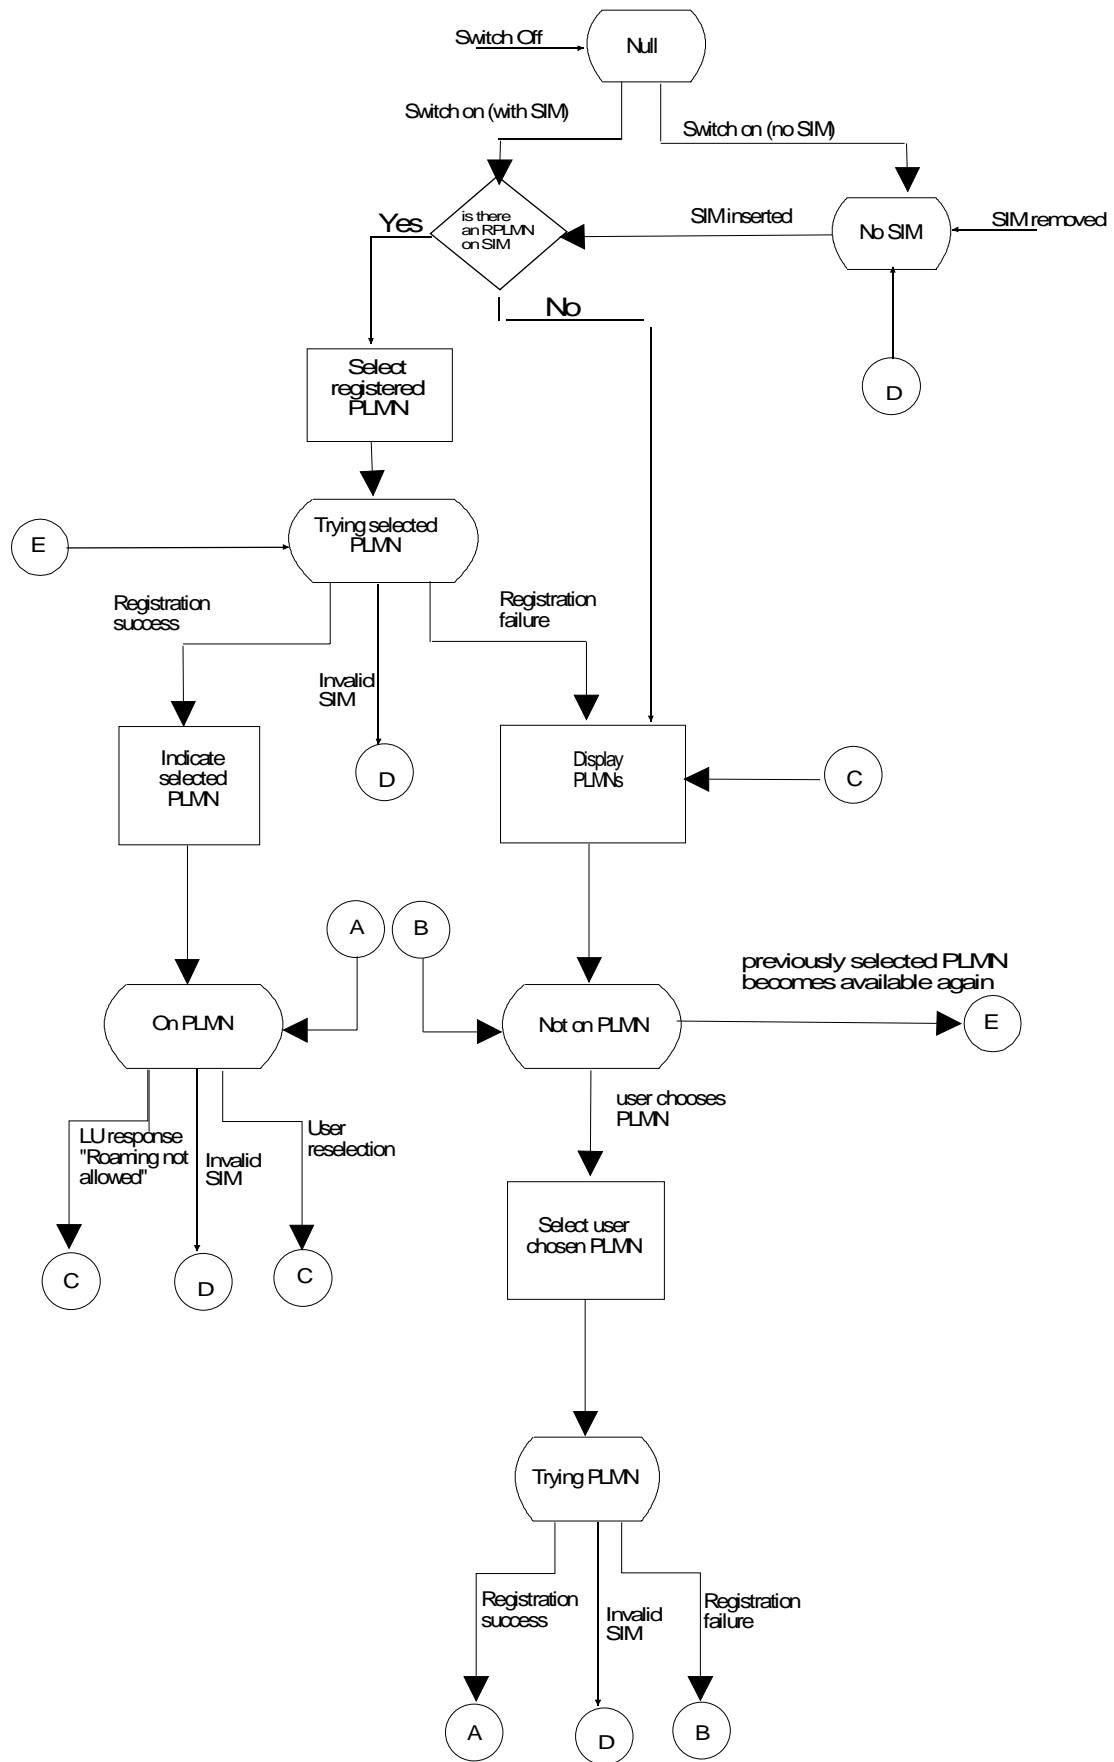 Switch Off
Null
Switch on (with SIM)
Switch on (no SIM)
is there
an RPLMN
on SIM
Yes
SIM inserted
No SIM
SIM removed
No
D
Select
registered
PLMN
E
Trying selected
PLMN
Registration
success
Invalid
SIM
Registration
failure
Indicate
selected
PLMN
D
Display
PLMNs
C
A
B
On PLMN
Not on PLMN
previously selected PLMN
becomes available again
E
LU response
"Roaming not
allowed"
Invalid
SIM
User
reselection
user chooses
PLMN
C
D
C
Select user
chosen PLMN
Trying PLMN
Registration
success
Invalid
SIM
Registration
failure
A
D
B